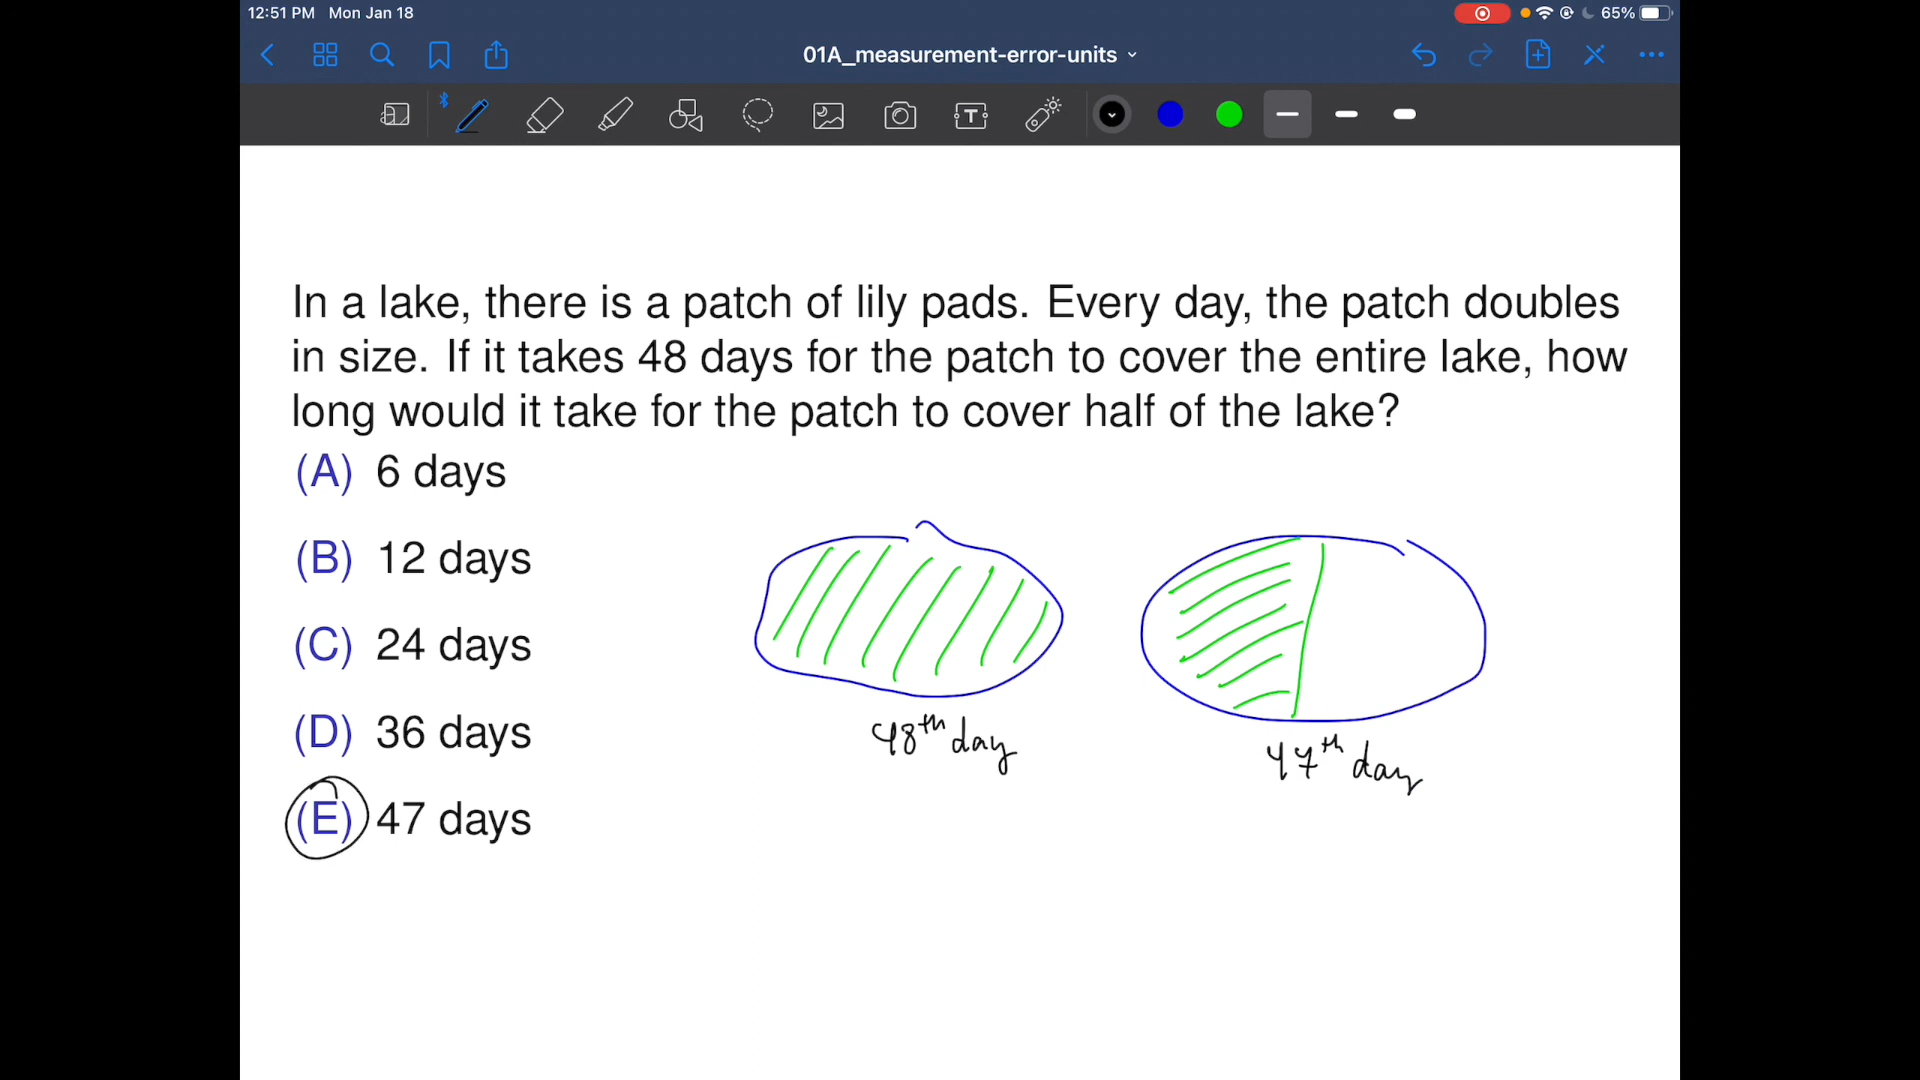 12:51 PM Mon Jan 18
65%
01A_measurement-error-units
T
In a lake, there is a patch of lily pads. Every day, the patch doubles
in size. If it takes 48 days for the patch to cover the entire lake, how
long would it take for the patch to cover half of the lake?
(A) 6 days
(B) 12 days
(C) 24 days
(D) 36 days
(E) 47 days
48th day
47th day